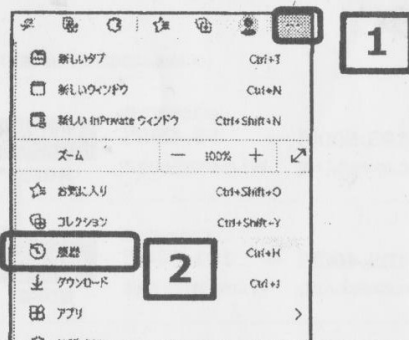 …
1
新しいタブ Ctrl+T
新しいウィンドウ Ctrl+N
新しい InPrivate ウィンドウ Ctrl+Shift+N
ズーム — 100% + 
お気に入り Ctrl+Shift+O
コレクション Ctrl+Shift+Y
履歴 Ctrl+H
2
ダウンロード Ctrl+J
アプリ >